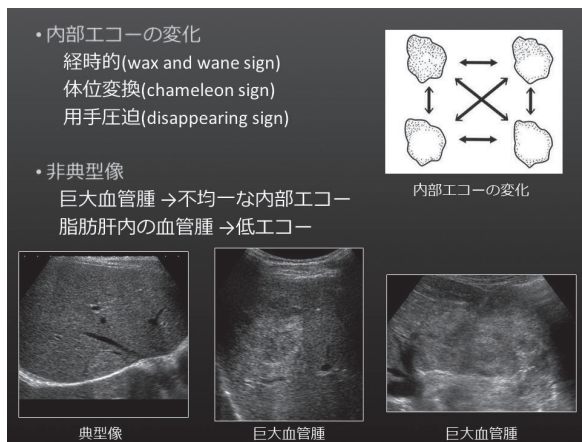 • 内部エコーの変化
経時的(wax and wane sign)
体位変換(chameleon sign)
用手圧迫(disappearing sign)
内部エコーの変化
• 非典型像
巨大血管腫 →不均一な内部エコー
脂肪肝内の血管腫 →低エコー
典型像
巨大血管腫
巨大血管腫